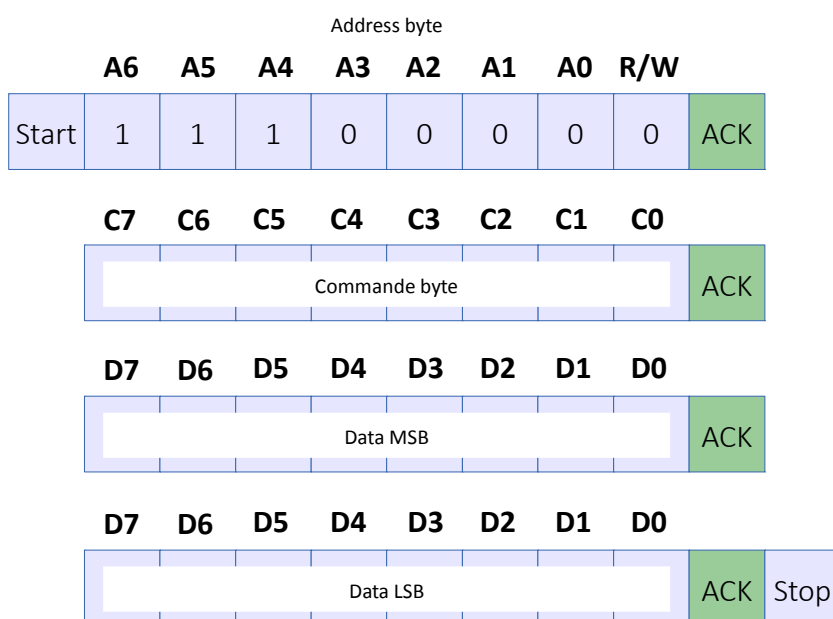 Address byte
A6 A5 A4 A3 A2 A1 A0 R/W
Start 1 1 1 0 0 0 0 0 ACK
C7 C6 C5 C4 C3 C2 C1 C0
Commande byte ACK
D7 D6 D5 D4 D3 D2 D1 D0
Data MSB ACK
D7 D6 D5 D4 D3 D2 D1 D0
Data LSB ACK Stop